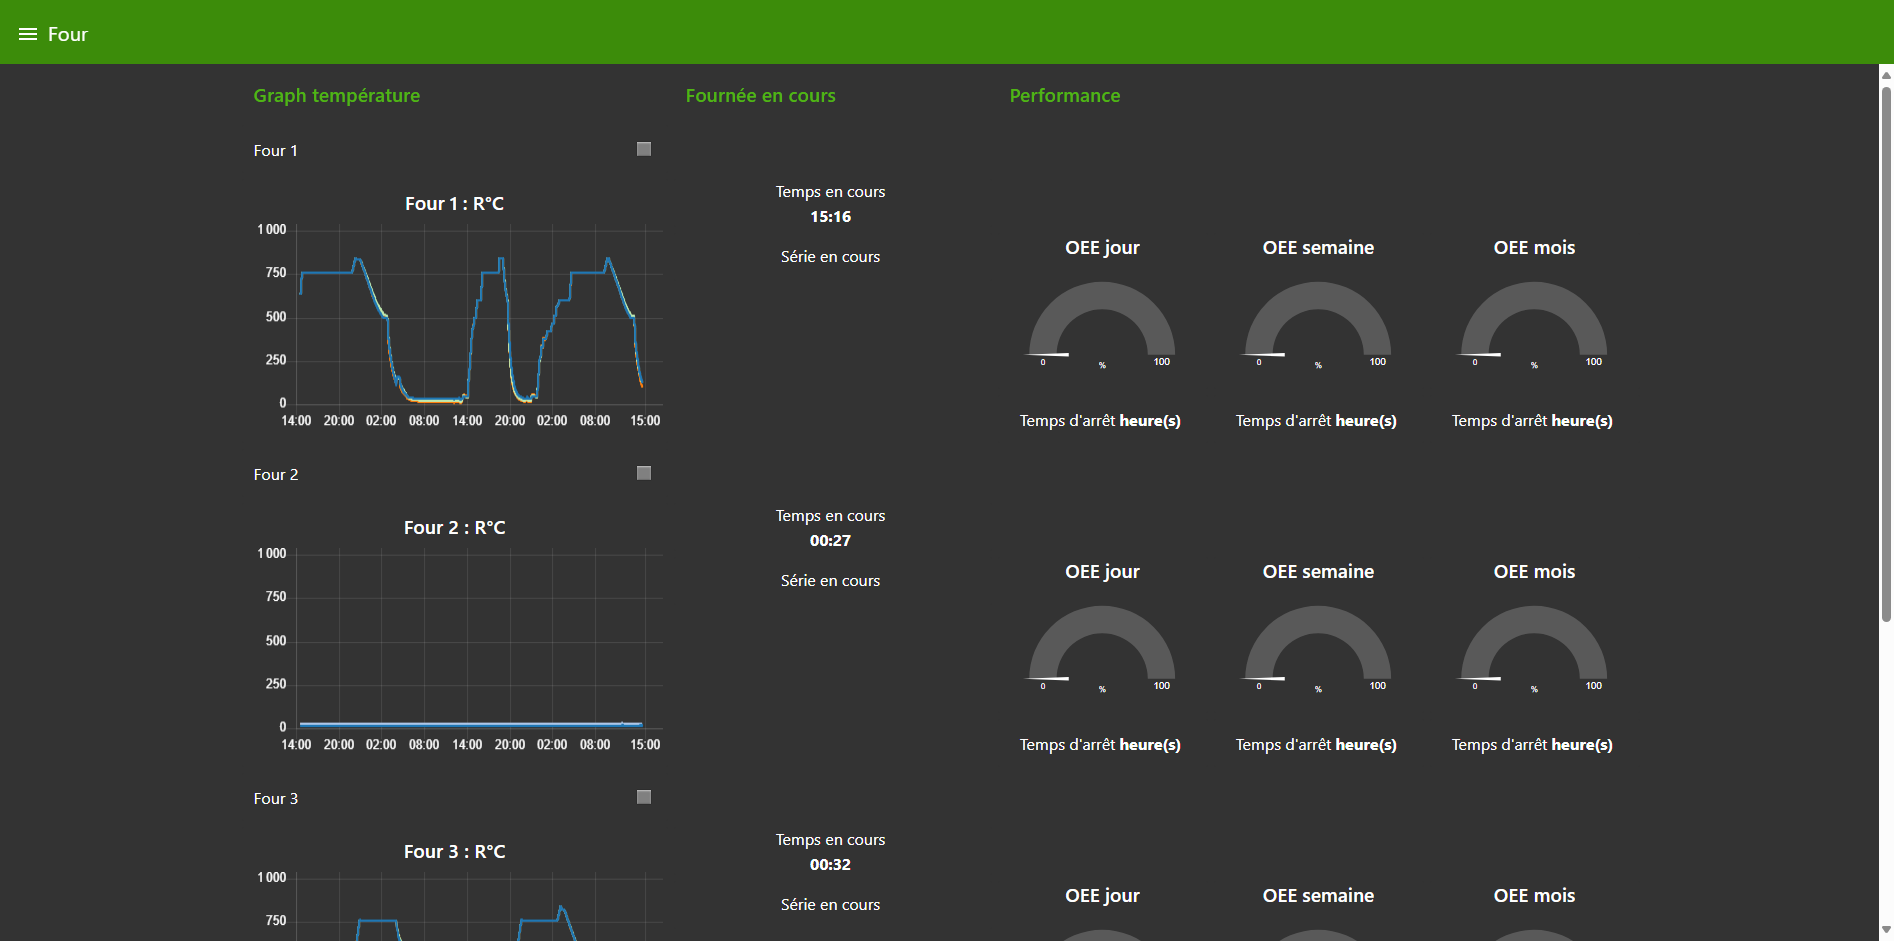 Four
Graph température
Fournée en cours
Performance
Four 1
Four 1 : R°C
1 000
750
500
250
0
14:00 20:00 02:00 08:00 14:00 20:00 02:00 08:00 15:00
Temps en cours
15:16
Série en cours
OEE jour
0 % 100
Temps d'arrêt heure(s)
OEE semaine
0 % 100
Temps d'arrêt heure(s)
OEE mois
0 % 100
Temps d'arrêt heure(s)
Four 2
Four 2 : R°C
1 000
750
500
250
0
14:00 20:00 02:00 08:00 14:00 20:00 02:00 08:00 15:00
Temps en cours
00:27
Série en cours
OEE jour
0 % 100
Temps d'arrêt heure(s)
OEE semaine
0 % 100
Temps d'arrêt heure(s)
OEE mois
0 % 100
Temps d'arrêt heure(s)
Four 3
Four 3 : R°C
1 000
750
Temps en cours
00:32
Série en cours
OEE jour
OEE semaine
OEE mois